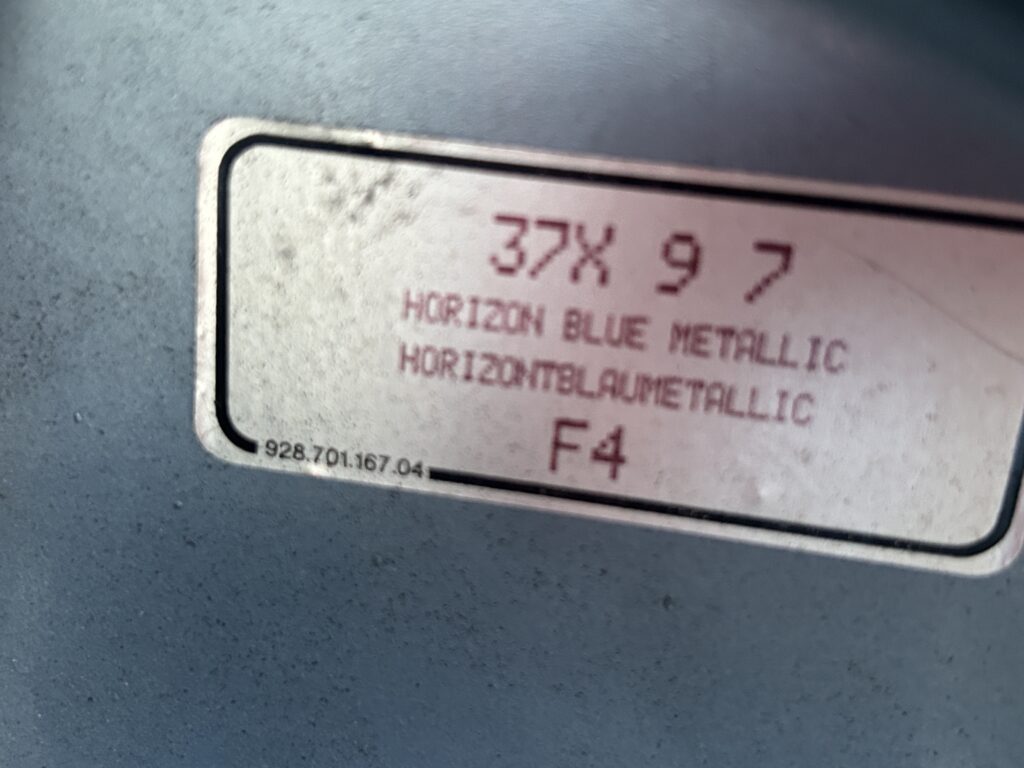 37X 9 7
HORIZON BLUE METALLIC
HORIZONTBLAUMETALLIC
F4
928.701.167.04